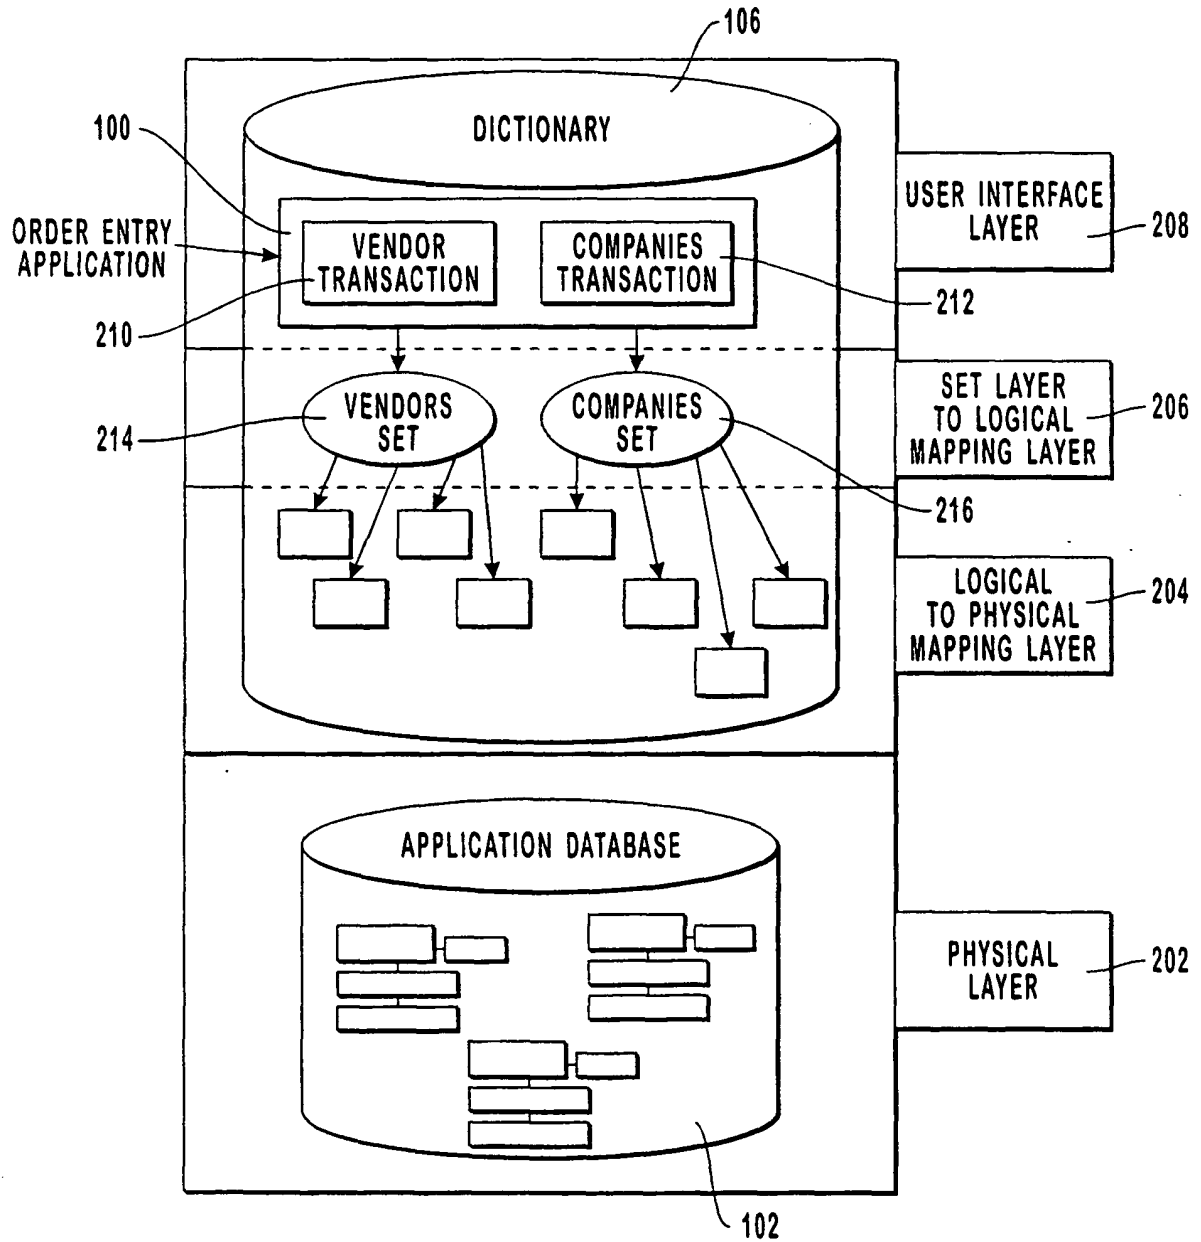 106
DICTIONARY
100
ORDER ENTRY
APPLICATION
VENDOR
TRANSACTION
COMPANIES
TRANSACTION
210
212
USER INTERFACE
LAYER
208
VENDORS
SET
214
COMPANIES
SET
216
SET LAYER
TO LOGICAL
MAPPING LAYER
206
LOGICAL
TO PHYSICAL
MAPPING LAYER
204
APPLICATION DATABASE
PHYSICAL
LAYER
202
102